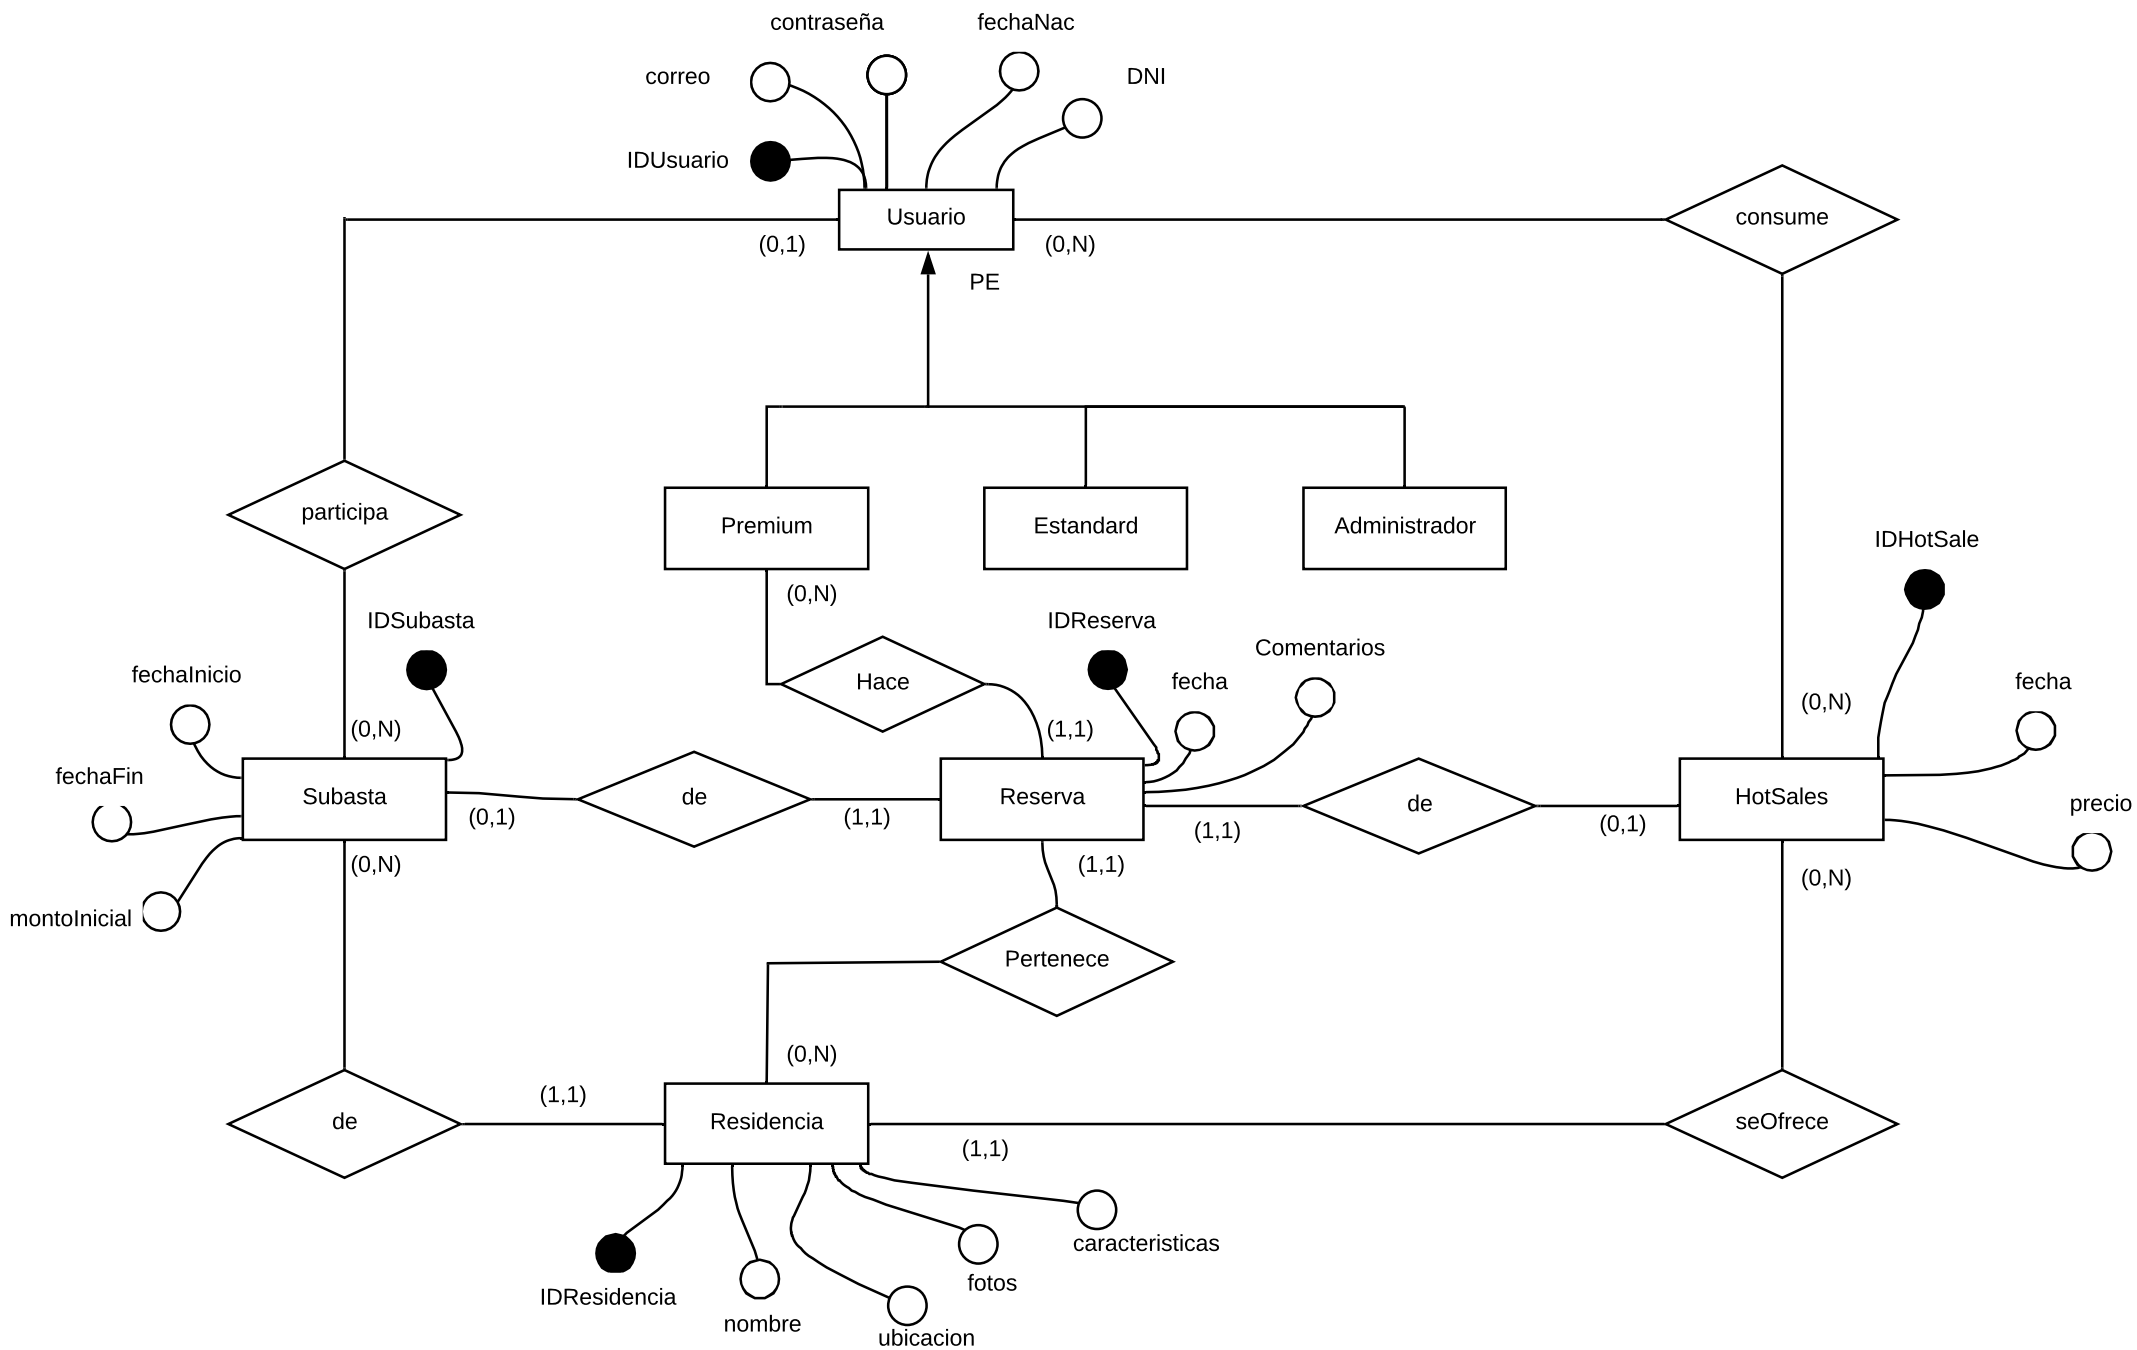 contraseña
fechaNac
correo
DNI
IDUsuario
Usuario
consume
(0,1)
(0,N)
PE
participa
Premium
Estandard
Administrador
IDHotSale
(0,N)
IDSubasta
IDReserva
Comentarios
fechaInicio
Hace
fecha
fecha
(0,N)
(1,1)
(0,N)
fechaFin
Subasta
de
Reserva
de
HotSales
precio
(0,1)
(1,1)
(1,1)
(0,1)
(0,N)
(1,1)
(0,N)
montoInicial
Pertenece
(0,N)
(1,1)
de
Residencia
seOfrece
(1,1)
caracteristicas
fotos
IDResidencia
nombre
ubicacion